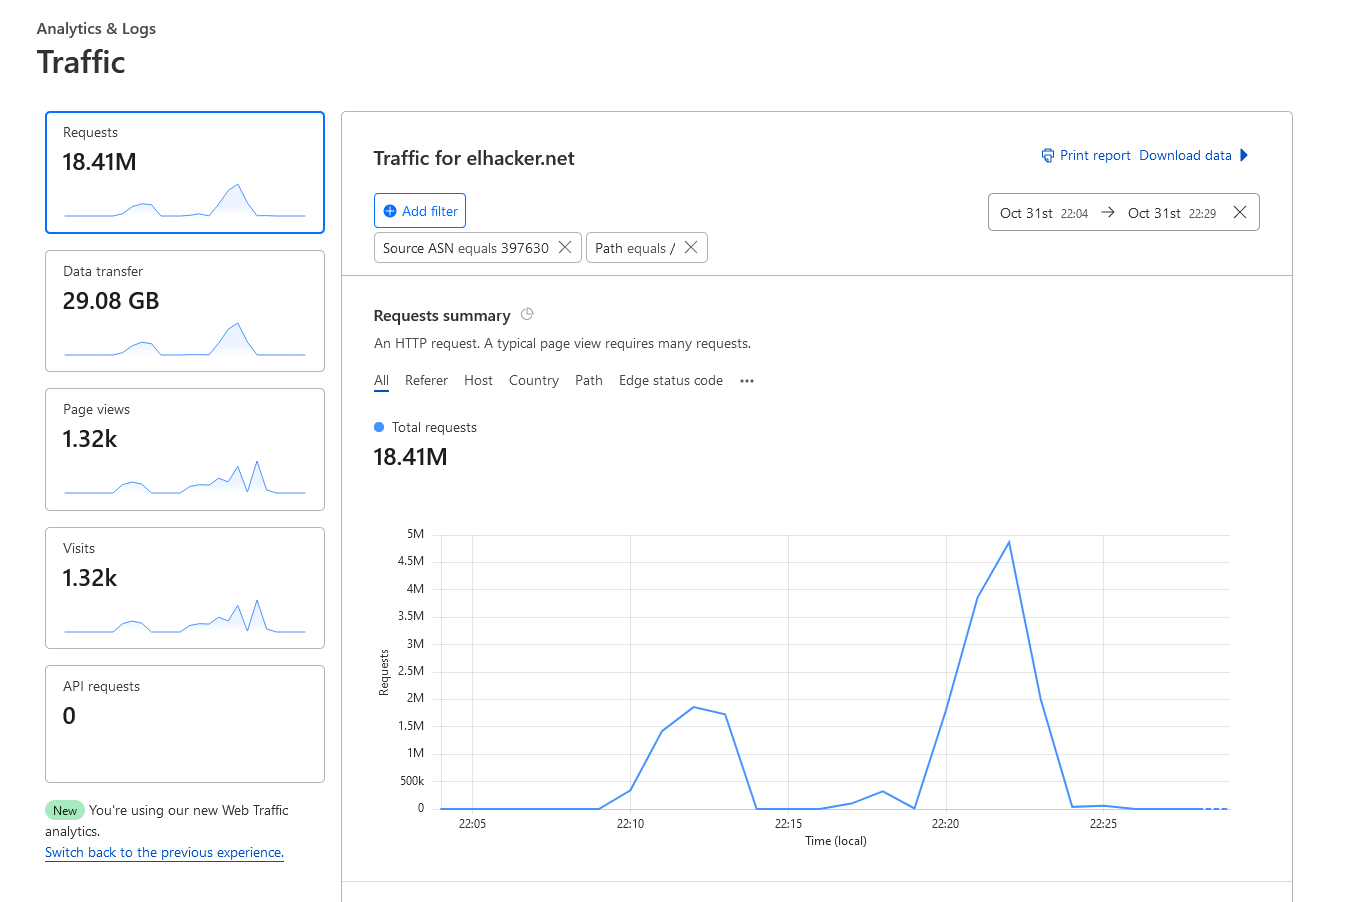 Analytics & Logs
Traffic
Requests
18.41M
Data transfer
29.08 GB
Page views
1.32k
Visits
1.32k
API requests
0
New You're using our new Web Traffic
analytics.
Switch back to the previous experience.
Traffic for elhacker.net
Print report Download data
Add filter
Oct 31st 22:04 → Oct 31st 22:29
Source ASN equals 397630
Path equals /
Requests summary
An HTTP request. A typical page view requires many requests.
All Referer Host Country Path Edge status code
Total requests
18.41M
Requests
5M
4.5M
4M
3.5M
3M
2.5M
2M
1.5M
1M
500k
0
22:05 22:10 22:15 22:20 22:25
Time (local)